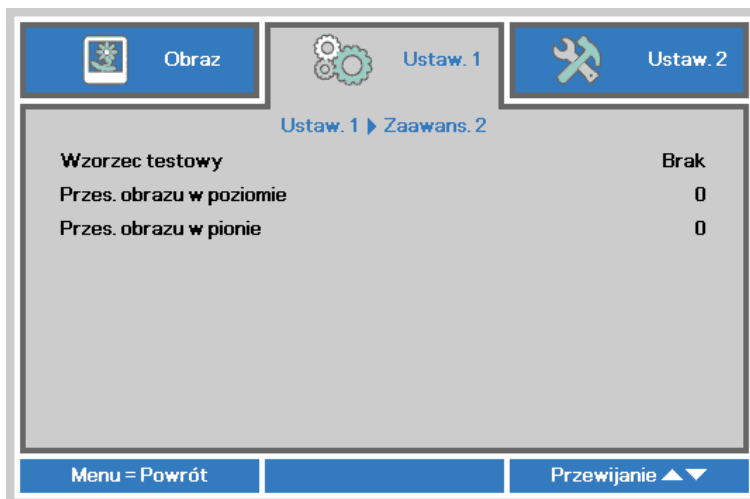 Obraz
Ustaw. 1
Ustaw. 2
Ustaw. 1 ▶ Zaawans. 2
Wzorzec testowy Brak
Przes. obrazu w poziomie 0
Przes. obrazu w pionie 0
Menu = Powrót Przewijanie ▲▼